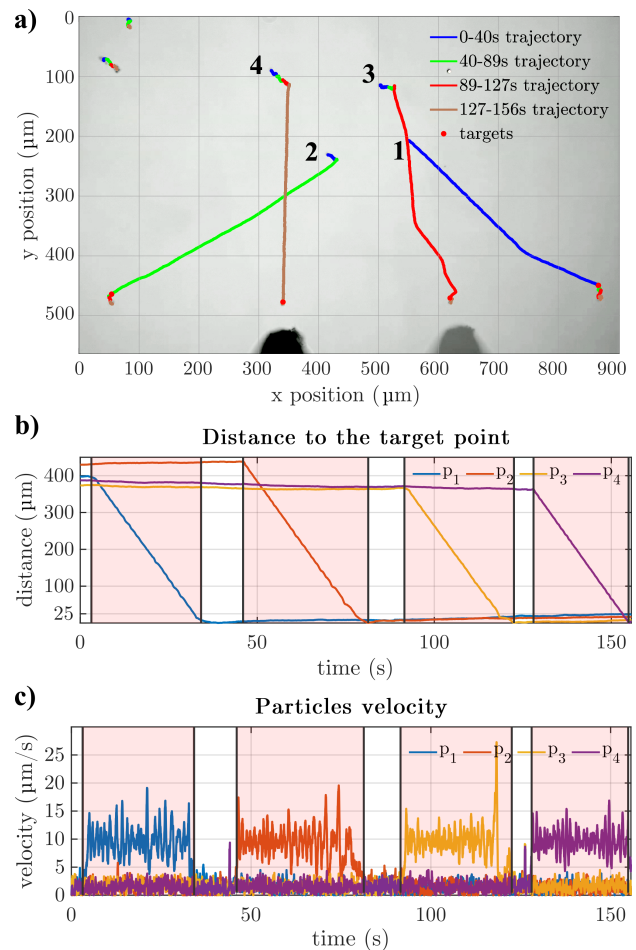 a)
0
100
200
300
400
500
y position (µm)
0
100
200
300
400
500
600
700
800
900
x position (µm)
0-40s trajectory
40-89s trajectory
89-127s trajectory
127-156s trajectory
targets
4
3
2
1
b)
Distance to the target point
400
300
200
100
25
distance (µm)
p1 p2 p3 p4
0
50
100
150
time (s)
c)
Particles velocity
25
20
15
10
5
0
velocity (µm/s)
p1 p2 p3 p4
0
50
100
150
time (s)